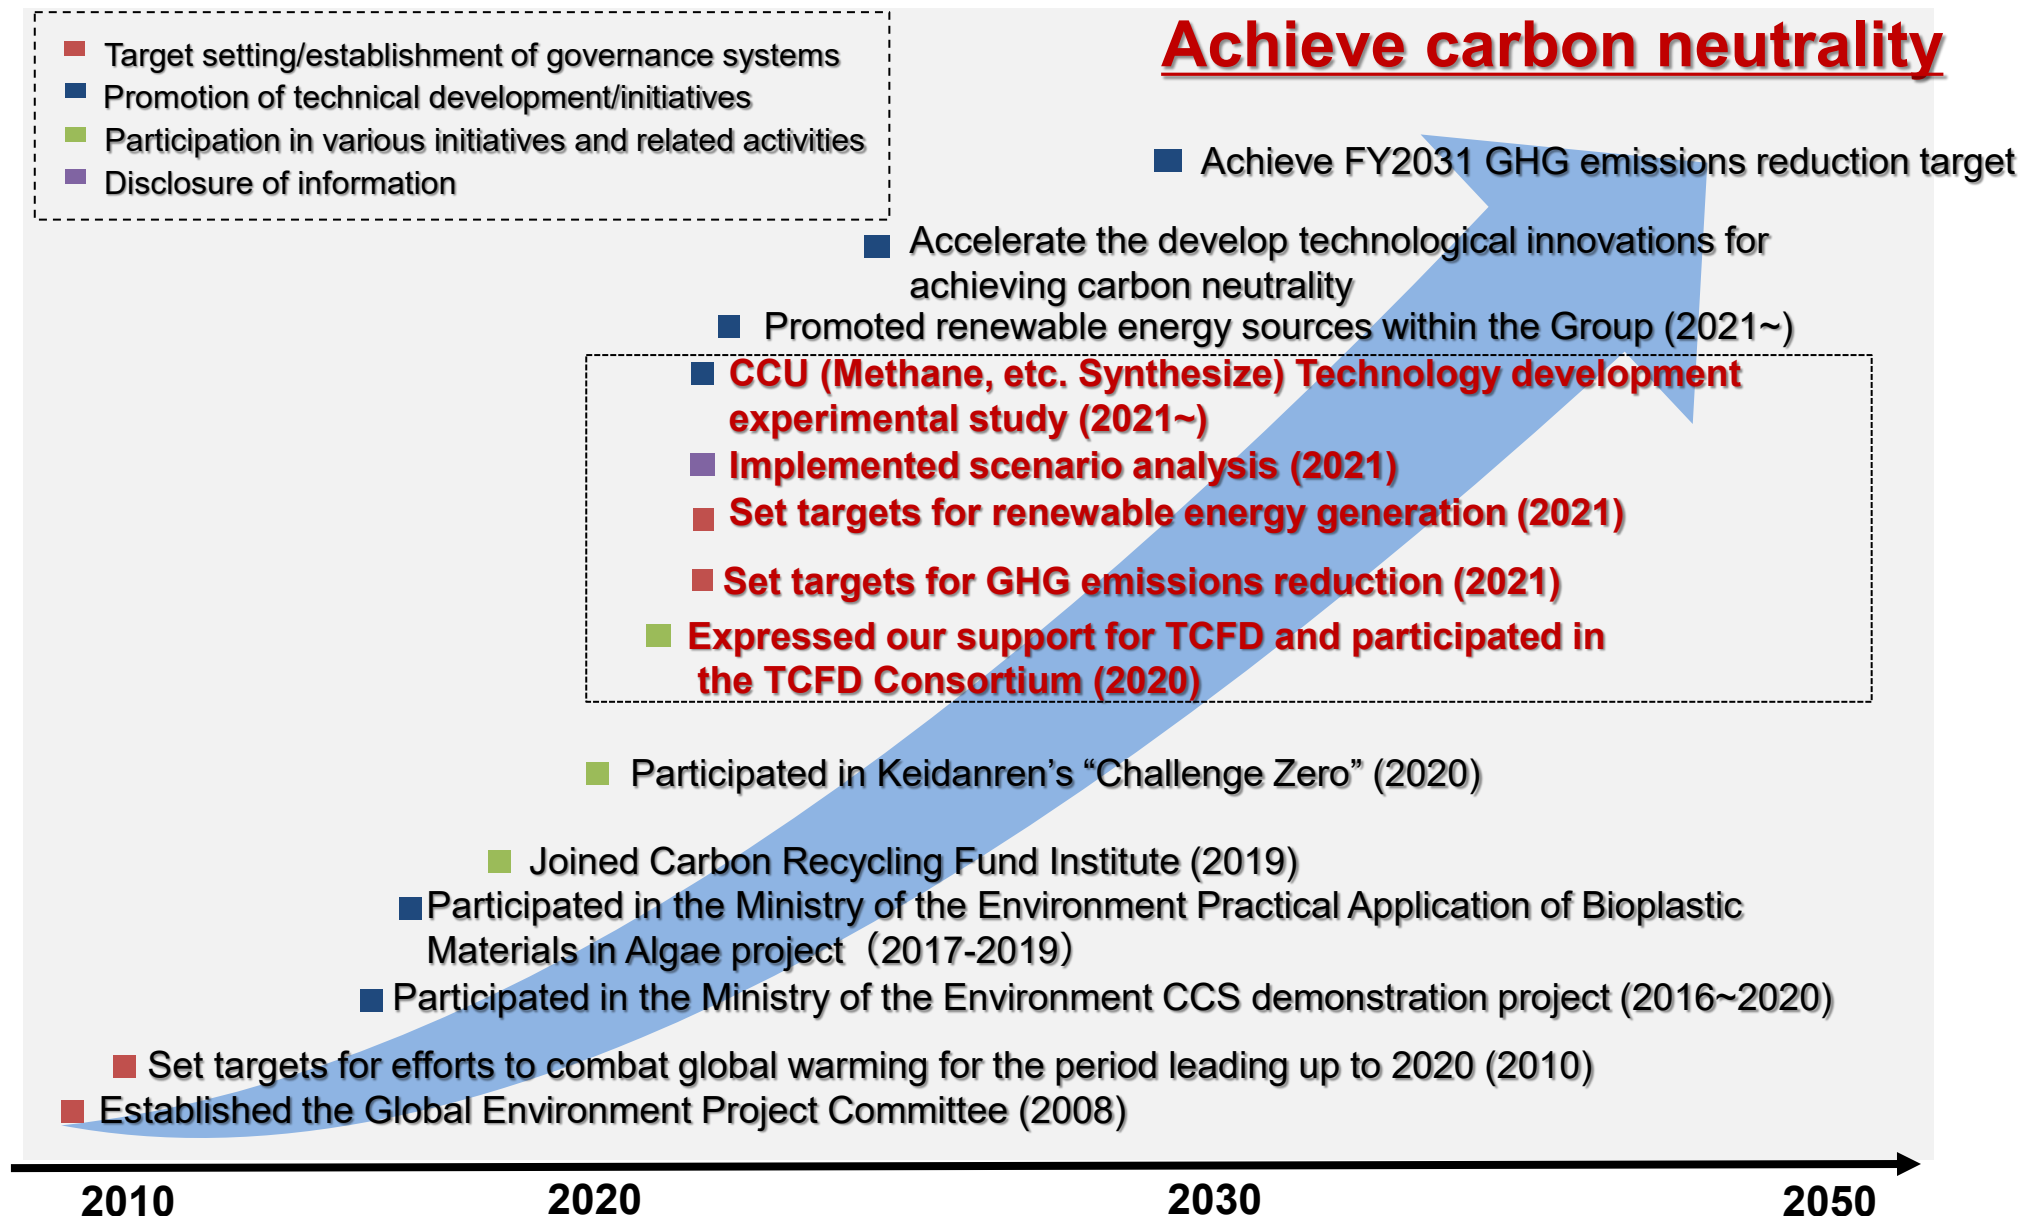 Target setting/establishment of governance systems
Promotion of technical development/initiatives
Participation in various initiatives and related activities
Disclosure of information
Achieve carbon neutrality
Achieve FY2031 GHG emissions reduction target
Accelerate the develop technological innovations for
achieving carbon neutrality
Promoted renewable energy sources within the Group (2021~)
CCU (Methane, etc. Synthesize) Technology development
experimental study (2021~)
Implemented scenario analysis (2021)
Set targets for renewable energy generation (2021)
Set targets for GHG emissions reduction (2021)
Expressed our support for TCFD and participated in
the TCFD Consortium (2020)
Participated in Keidanren’s “Challenge Zero” (2020)
Joined Carbon Recycling Fund Institute (2019)
Participated in the Ministry of the Environment Practical Application of Bioplastic
Materials in Algae project（2017-2019）
Participated in the Ministry of the Environment CCS demonstration project (2016~2020)
Set targets for efforts to combat global warming for the period leading up to 2020 (2010)
Established the Global Environment Project Committee (2008)
2010 2020 2030 2050